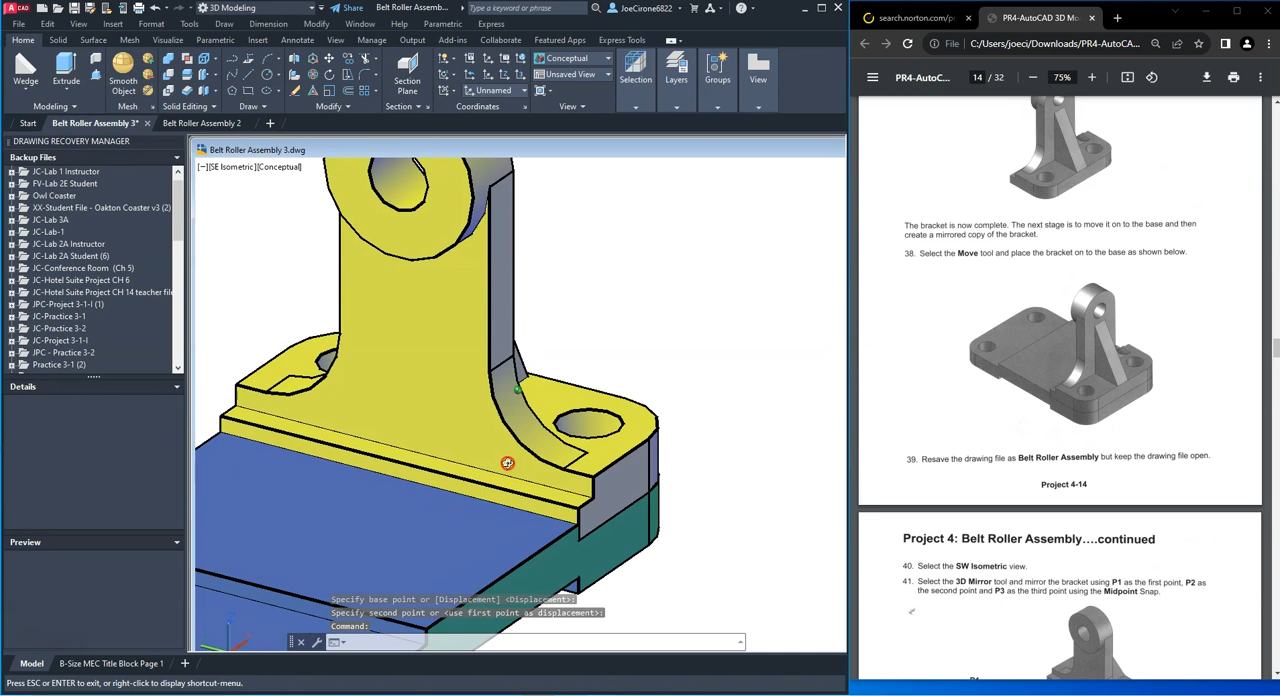 A CAD
3D Modeling
Share
Belt Roller Assemb...
Type a keyword or phrase
JoeCirone6822
File
Edit
View
Insert
Format
Tools
Draw
Dimension
Modify
Window
Help
Parametric
Express
Home
Solid
Surface
Mesh
Visualize
Parametric
Insert
Annotate
View
Manage
Output
Add-ins
Collaborate
Featured Apps
Express Tools
Wedge
Extrude
Smooth
Object
Section
Plane
Conceptual
Unsaved View
Unnamed
Selection
Layers
Groups
View
Modeling
Mesh
Solid Editing
Draw
Modify
Section
Coordinates
View
Start
Belt Roller Assembly 3*
Belt Roller Assembly 2
DRAWING RECOVERY MANAGER
Backup Files
JC-Lab 1 Instructor
FV-Lab 2E Student
Owl Coaster
XX-Student File - Oakton Coaster v3 (2)
JC-Lab 3A
JC-Lab-1
JC-Lab 2A Instructor
JC-Lab 2A Student (6)
JC-Conference Room (Ch 5)
JC-Hotel Suite Project CH 6
JC-Hotel Suite Project CH 14 teacher file
JPC-Project 3-1-I (1)
JC-Practice 3-1
JC-Practice 3-2
JC-Project 3-1-I
JPC - Practice 3-2
Practice 3-1 (2)
Details
Preview
Belt Roller Assembly 3.dwg
[−][SE Isometric][Conceptual]
Specify base point or [Displacement] <Displacement>:
Specify second point or <use first point as displacement>:
Command:
Model
B-Size MEC Title Block Page 1
Press ESC or ENTER to exit, or right-click to display shortcut-menu.
search.norton.com/p
PR4-AutoCAD 3D Mo
File
C:/Users/joeci/Downloads/PR4-AutoCA...
PR4-AutoC...
14 / 32
75%
The bracket is now complete. The next stage is to move it on to the base and then
create a mirrored copy of the bracket.
38. Select the Move tool and place the bracket on to the base as shown below.
39. Resave the drawing file as Belt Roller Assembly but keep the drawing file open.
Project 4-14
Project 4: Belt Roller Assembly….continued
40. Select the SW Isometric view.
41. Select the 3D Mirror tool and mirror the bracket using P1 as the first point, P2 as
the second point and P3 as the third point using the Midpoint Snap.